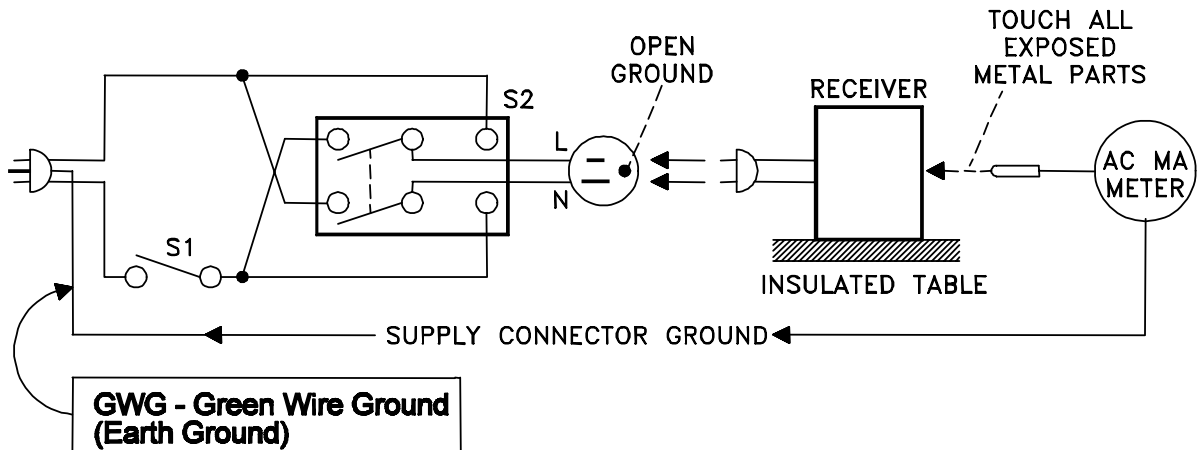 TOUCH ALL
EXPOSED
METAL PARTS
OPEN
GROUND
RECEIVER
S2
L
N
AC MA
METER
S1
INSULATED TABLE
SUPPLY CONNECTOR GROUND
GWG - Green Wire Ground
(Earth Ground)